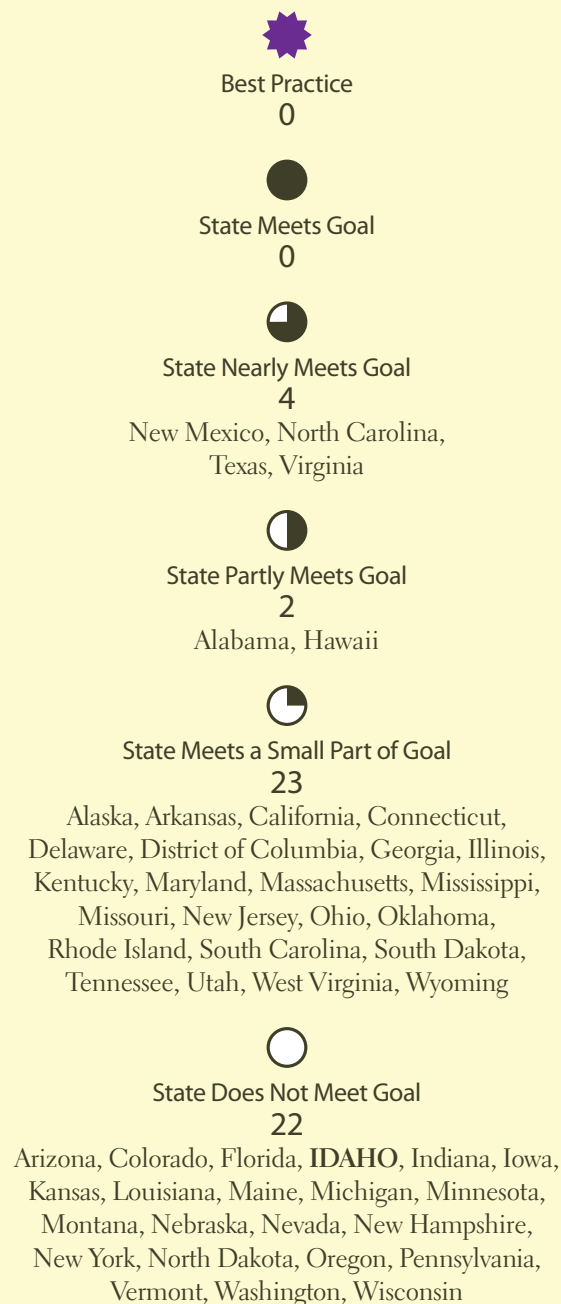 Best Practice
0
State Meets Goal
0
State Nearly Meets Goal
4
New Mexico, North Carolina,
Texas, Virginia
State Partly Meets Goal
2
Alabama, Hawaii
State Meets a Small Part of Goal
23
Alaska, Arkansas, California, Connecticut,
Delaware, District of Columbia, Georgia, Illinois,
Kentucky, Maryland, Massachusetts, Mississippi,
Missouri, New Jersey, Ohio, Oklahoma,
Rhode Island, South Carolina, South Dakota,
Tennessee, Utah, West Virginia, Wyoming
State Does Not Meet Goal
22
Arizona, Colorado, Florida, IDAHO, Indiana, Iowa,
Kansas, Louisiana, Maine, Michigan, Minnesota,
Montana, Nebraska, Nevada, New Hampshire,
New York, North Dakota, Oregon, Pennsylvania,
Vermont, Washington, Wisconsin